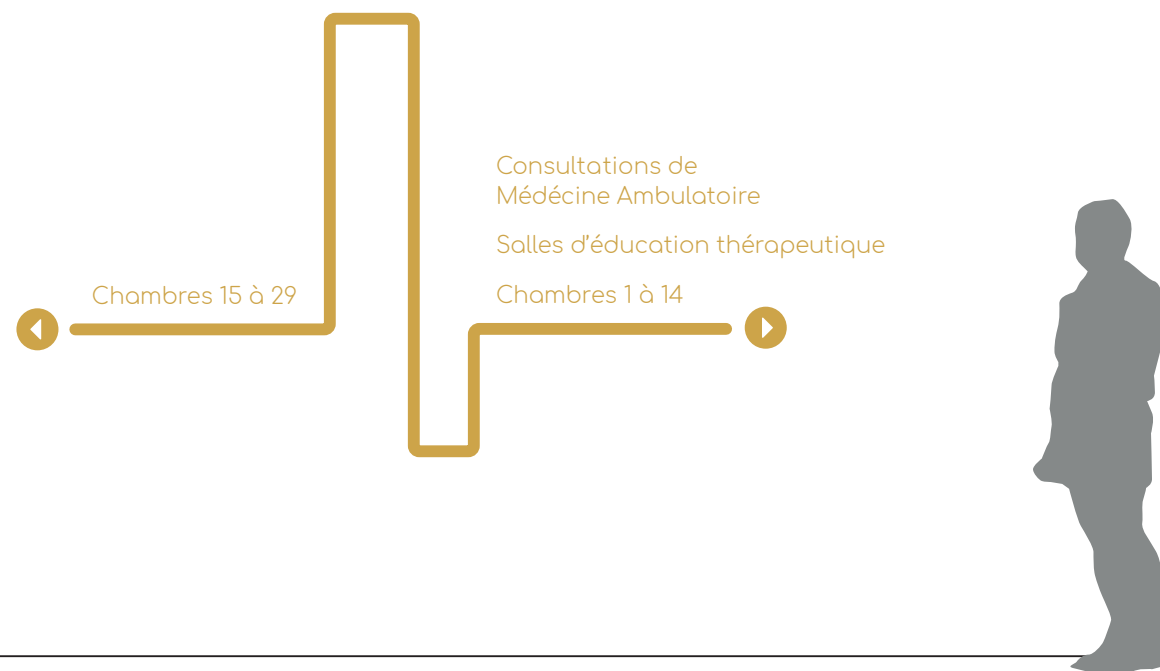 Chambres 15 à 29
Consultations de
Médécine Ambulatoire
Salles d'éducation thérapeutique
Chambres 1 à 14